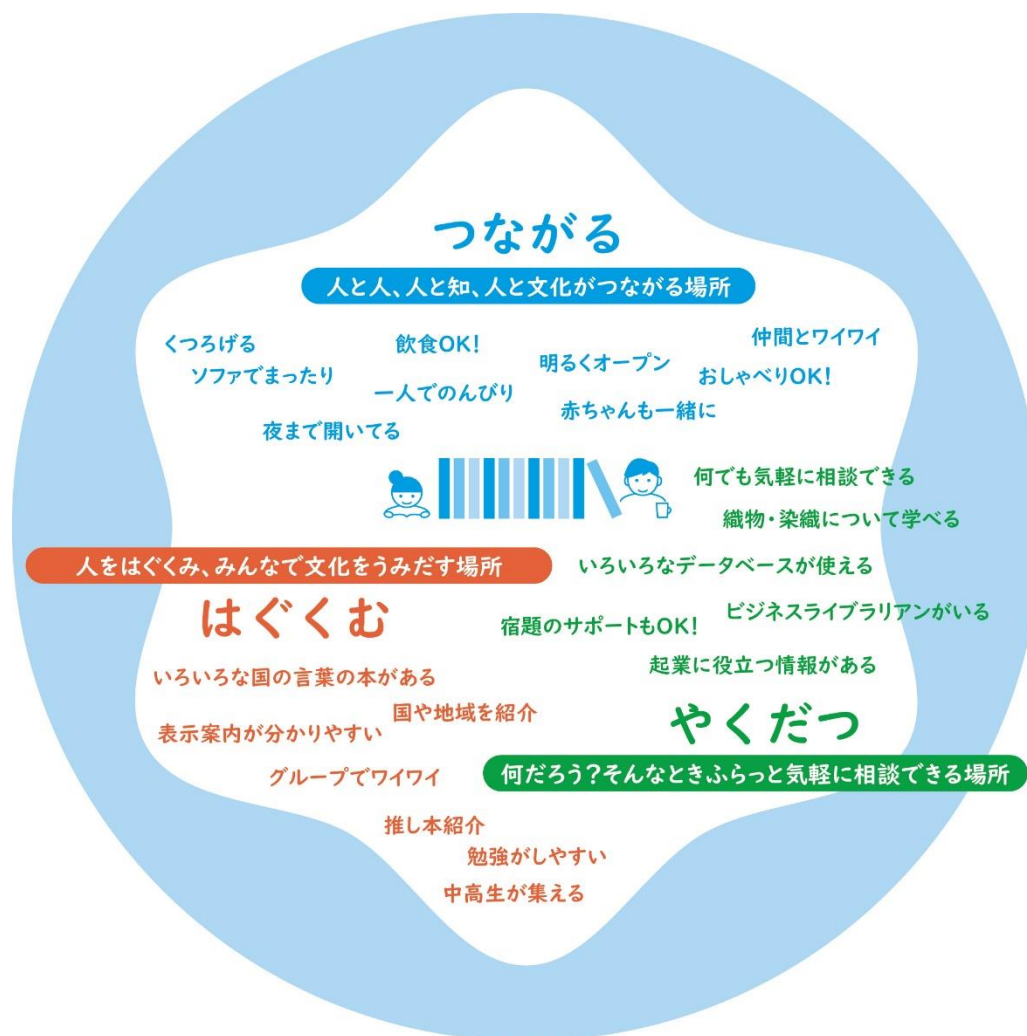 つながる
人と人、人と知、人と文化がつながる場所
くつろげる
飲食OK!
仲間とワイワイ
ソファでまったり
明るくオープン
おしゃべりOK!
一人でのんびり
赤ちゃんも一緒に
夜まで開いてる
何でも気軽に相談できる
織物・染織について学べる
いろいろなデータベースが使える
ビジネスライブラリアンがいる
宿題のサポートもOK!
起業に役立つ情報がある
やくだつ
何だろう?そんなときふらっと気軽に相談できる場所
人をはぐくみ、みんなで文化をうみだす場所
はぐくむ
いろいろな国の言葉の本がある
国や地域を紹介
表示案内が分かりやすい
グループでワイワイ
推し本紹介
勉強がしやすい
中高生が集える